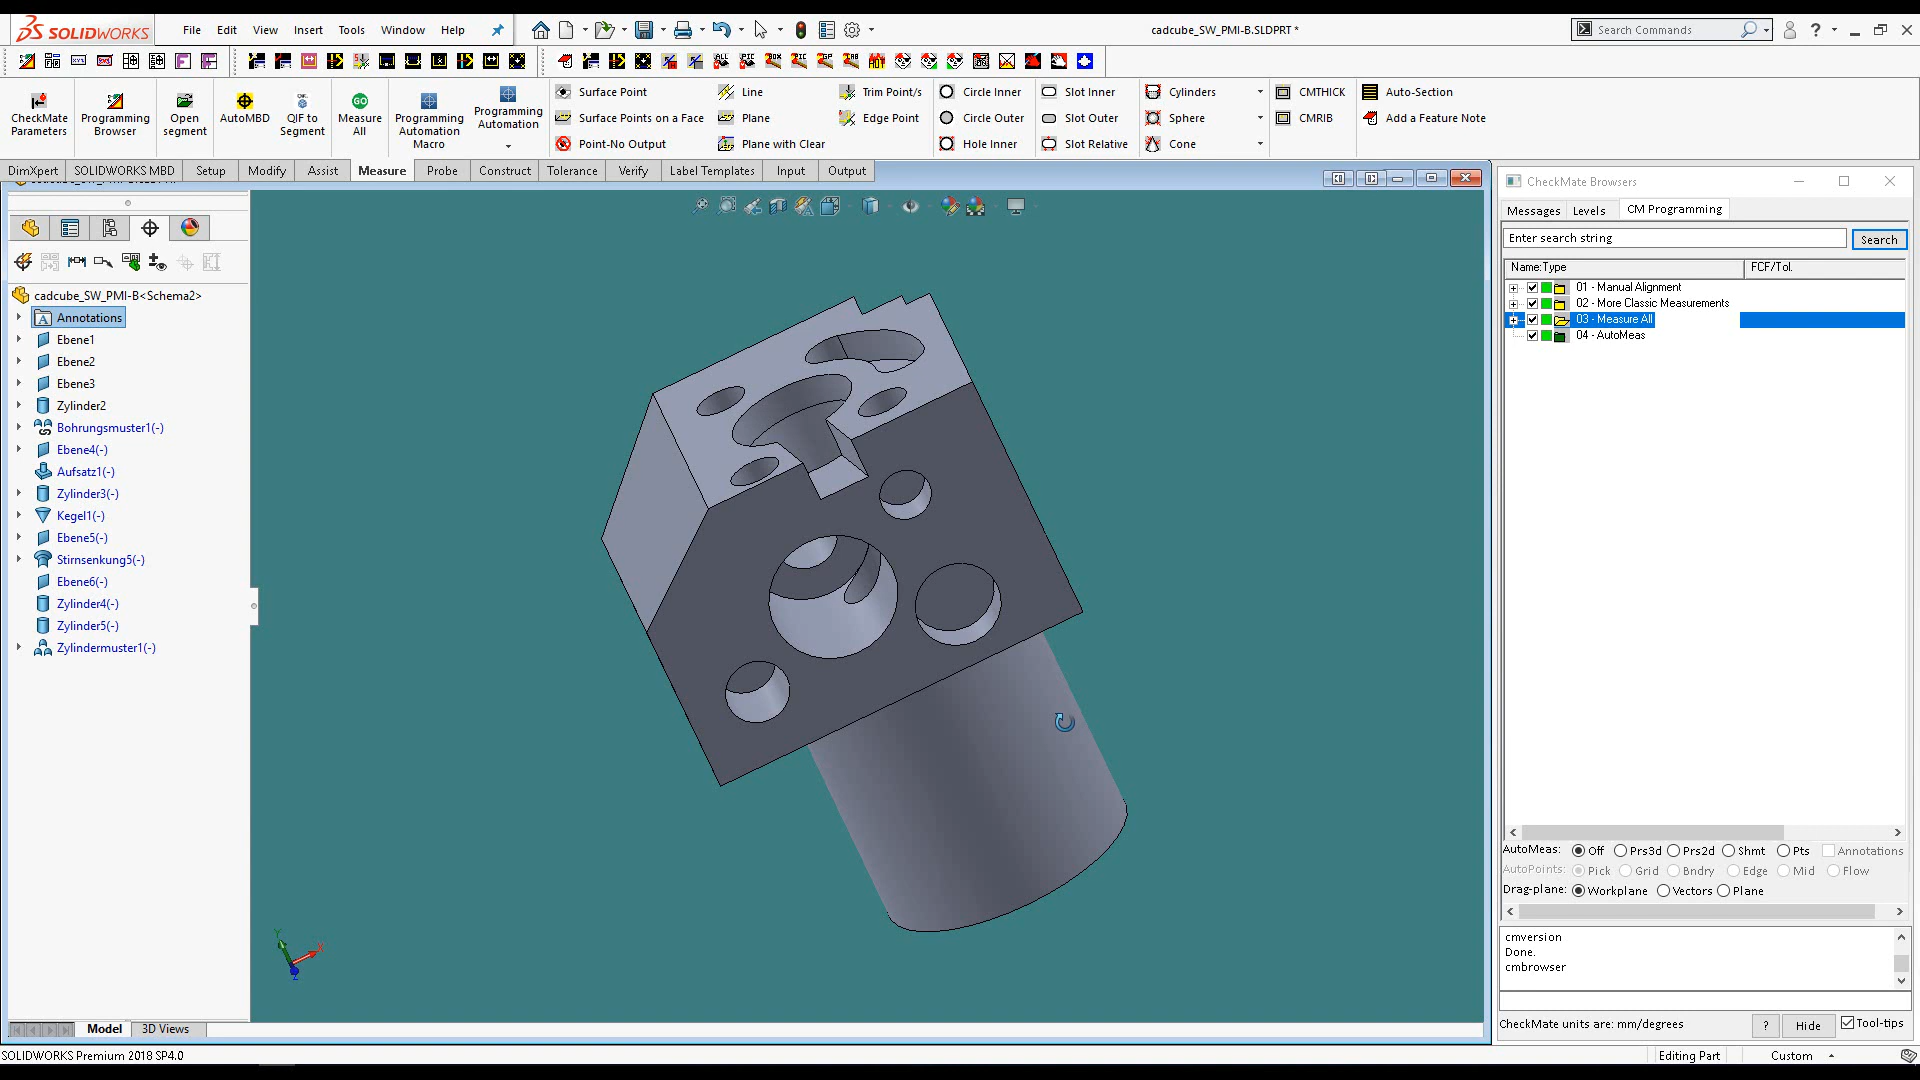 SOLIDWORKS
File Edit View Insert Tools Window Help
cadcube_SW_PMI-B.SLDPRT *
Search Commands
CheckMate Parameters
Programming Browser
Open segment
AutoMBD
QIF to Segment
Measure All
Programming Automation Macro
Programming Automation
Surface Point
Line
Trim Point/s
Circle Inner
Slot Inner
Cylinders
CMTHICK
Auto-Section
Surface Points on a Face
Plane
Edge Point
Circle Outer
Slot Outer
Sphere
CMRIB
Add a Feature Note
Point-No Output
Plane with Clear
Hole Inner
Slot Relative
Cone
DimXpert SOLIDWORKS MBD Setup Modify Assist Measure Probe Construct Tolerance Verify Label Templates Input Output
cadcube_SW_PMI-B<Schema2>
Annotations
Ebene1
Ebene2
Ebene3
Zylinder2
Bohrungsmuster1(-)
Ebene4(-)
Aufsatz1(-)
Zylinder3(-)
Kegel1(-)
Ebene5(-)
Stirnsenkung5(-)
Ebene6(-)
Zylinder4(-)
Zylinder5(-)
Zylindermuster1(-)
Y
X
Z
Model 3D Views
CheckMate Browsers
Messages Levels CM Programming
Enter search string Search
Name:Type FCF/Tol.
01 - Manual Alignment
02 - More Classic Measurements
03 - Measure All
04 - AutoMeas
AutoMeas: Off Prs3d Prs2d Shmt Pts Annotations
AutoPoints: Pick Grid Bndry Edge Mid Flow
Drag-plane: Workplane Vectors Plane
cmversion
Done.
cmbrowser
CheckMate units are: mm/degrees ? Hide Tool-tips
SOLIDWORKS Premium 2018 SP4.0 Editing Part Custom